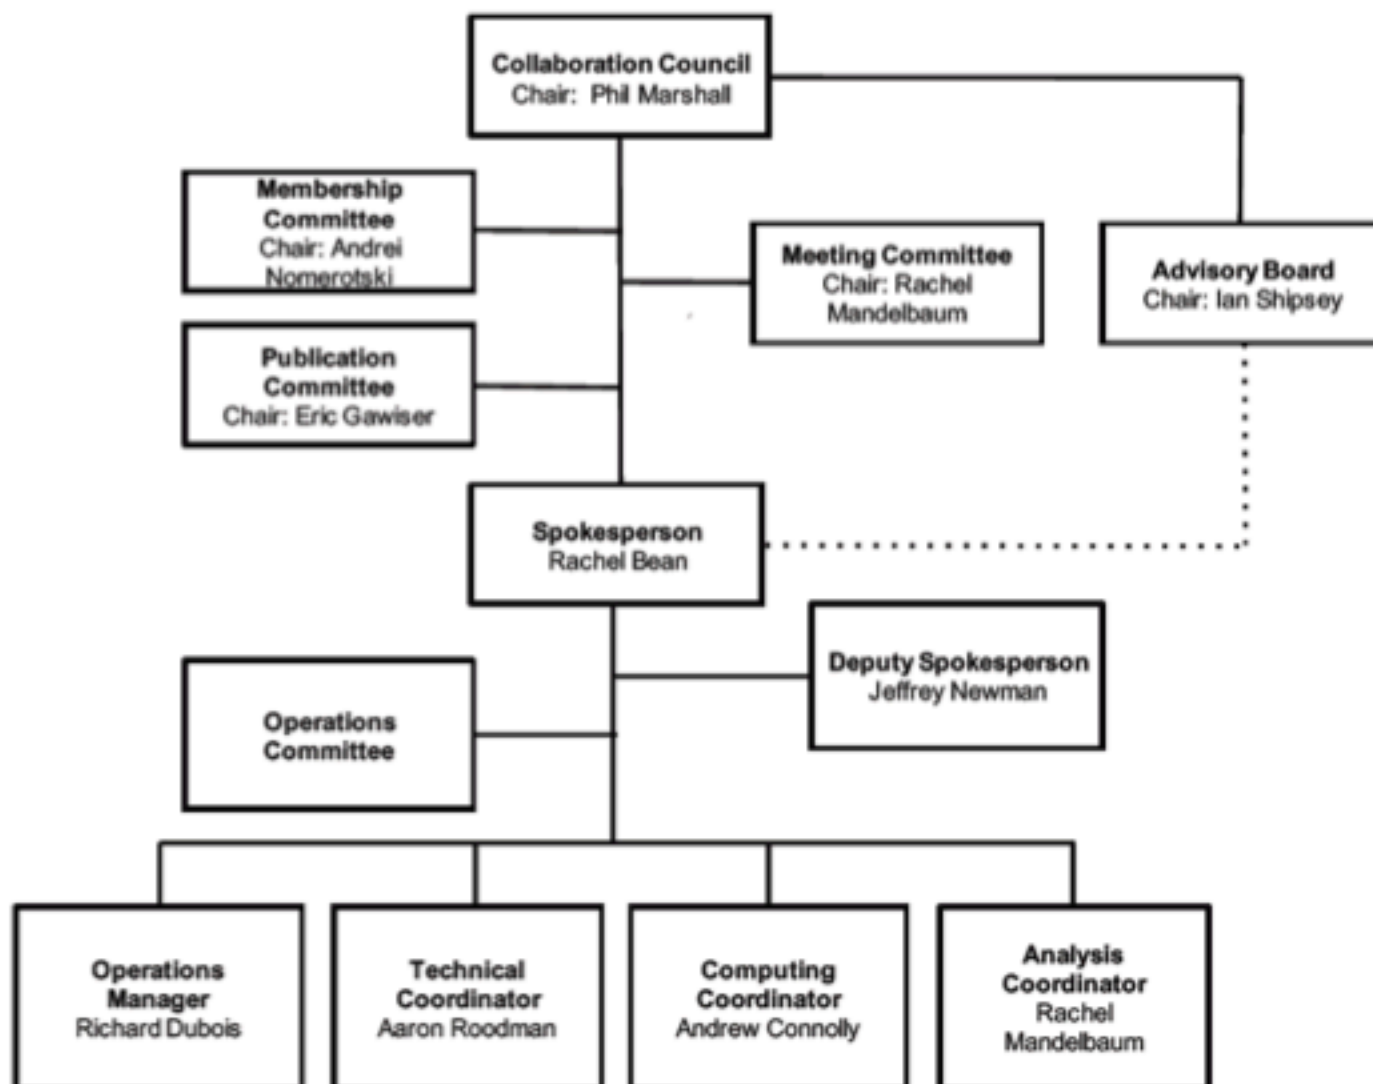 Collaboration Council
Chair: Phil Marshall
Membership
Committee
Chair: Andrei
Nomerotski
Meeting Committee
Chair: Rachel
Mandelbaum
Advisory Board
Chair: Ian Shipsey
Publication
Committee
Chair: Eric Gawiser
Spokesperson
Rachel Bean
Deputy Spokesperson
Jeffrey Newman
Operations
Committee
Operations
Manager
Richard Dubois
Technical
Coordinator
Aaron Roodman
Computing
Coordinator
Andrew Connolly
Analysis
Coordinator
Rachel
Mandelbaum